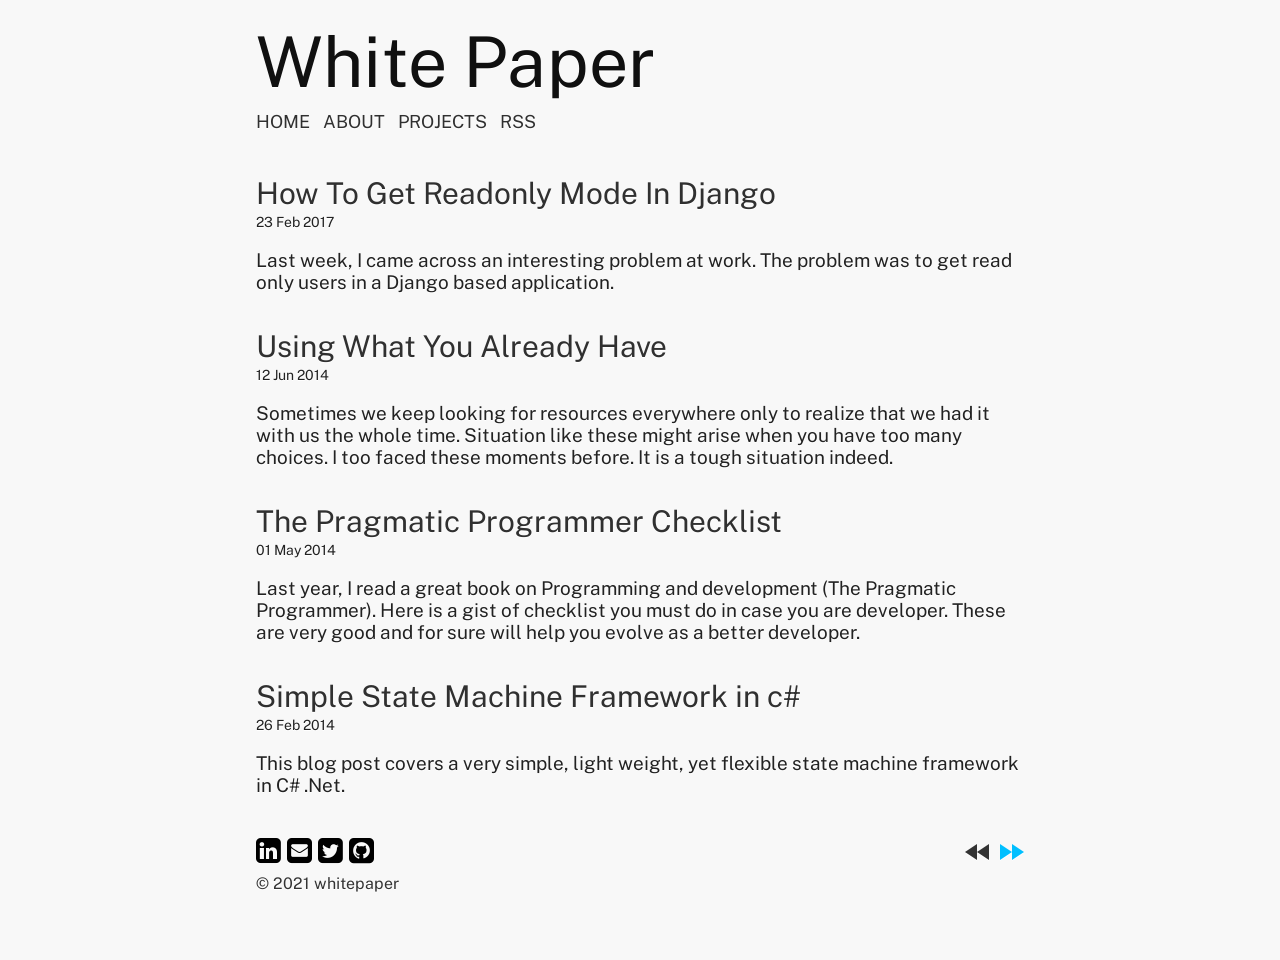 White Paper
HOME ABOUT PROJECTS RSS
How To Get Readonly Mode In Django
23 Feb 2017
Last week, I came across an interesting problem at work. The problem was to get read
only users in a Django based application.
Using What You Already Have
12 Jun 2014
Sometimes we keep looking for resources everywhere only to realize that we had it
with us the whole time. Situation like these might arise when you have too many
choices. I too faced these moments before. It is a tough situation indeed.
The Pragmatic Programmer Checklist
01 May 2014
Last year, I read a great book on Programming and development (The Pragmatic
Programmer). Here is a gist of checklist you must do in case you are developer. These
are very good and for sure will help you evolve as a better developer.
Simple State Machine Framework in c#
26 Feb 2014
This blog post covers a very simple, light weight, yet flexible state machine framework
in C# .Net.
© 2021 whitepaper